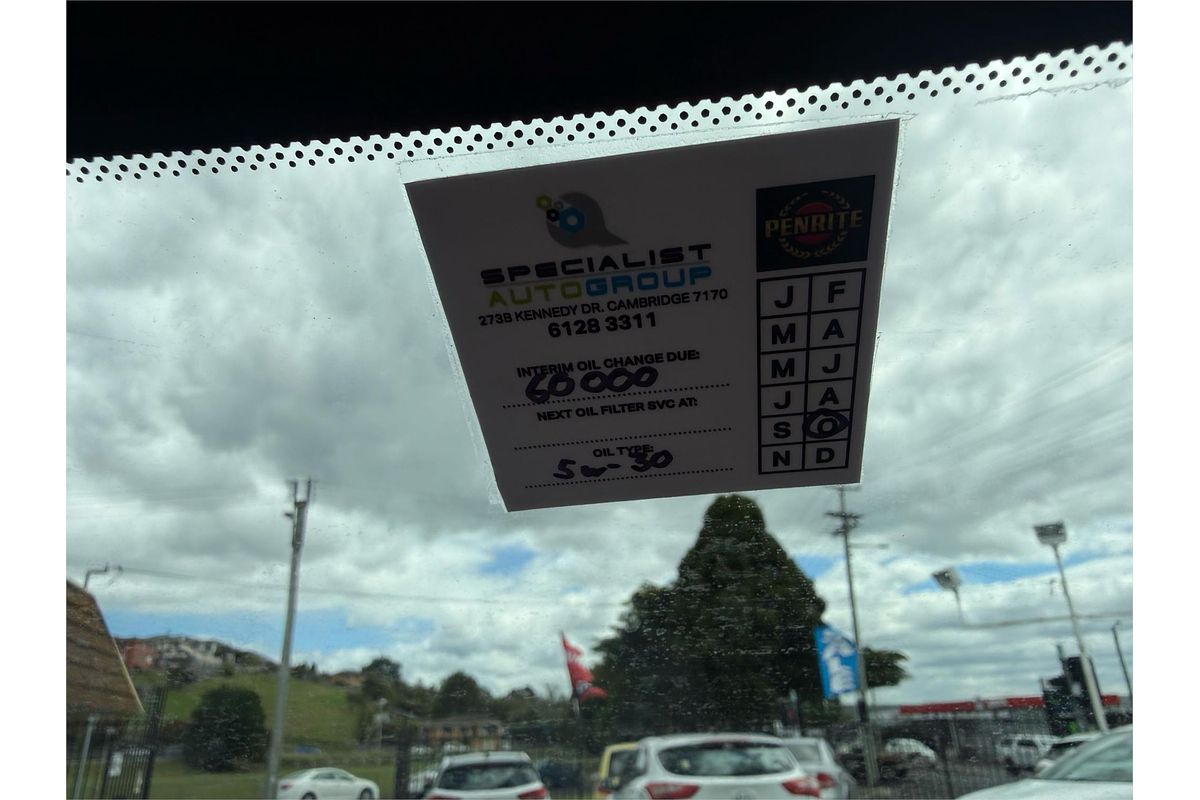 SPECIALIST
AUTOGROUP
273B KENNEDY DR. CAMBRIDGE 7170
6128 3311
INTERIM OIL CHANGE DUE:
60000
NEXT OIL FILTER SVC AT:
OIL TYPE:
5w-30
PENRITE
J F
M A
M J
J A
S O
N D